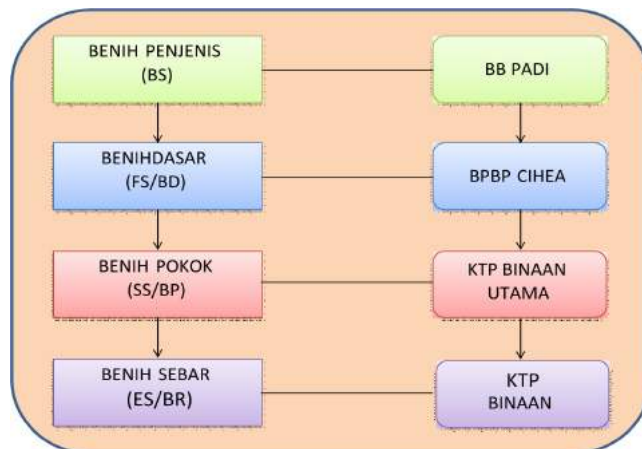 BENIH PENJENIS
(BS)
BB PADI
BENIHDASAR
(FS/BD)
BPBP CIHEA
BENIH POKOK
(SS/BP)
KTP BINAAN
UTAMA
BENIH SEBAR
(ES/BR)
KTP
BINAAN